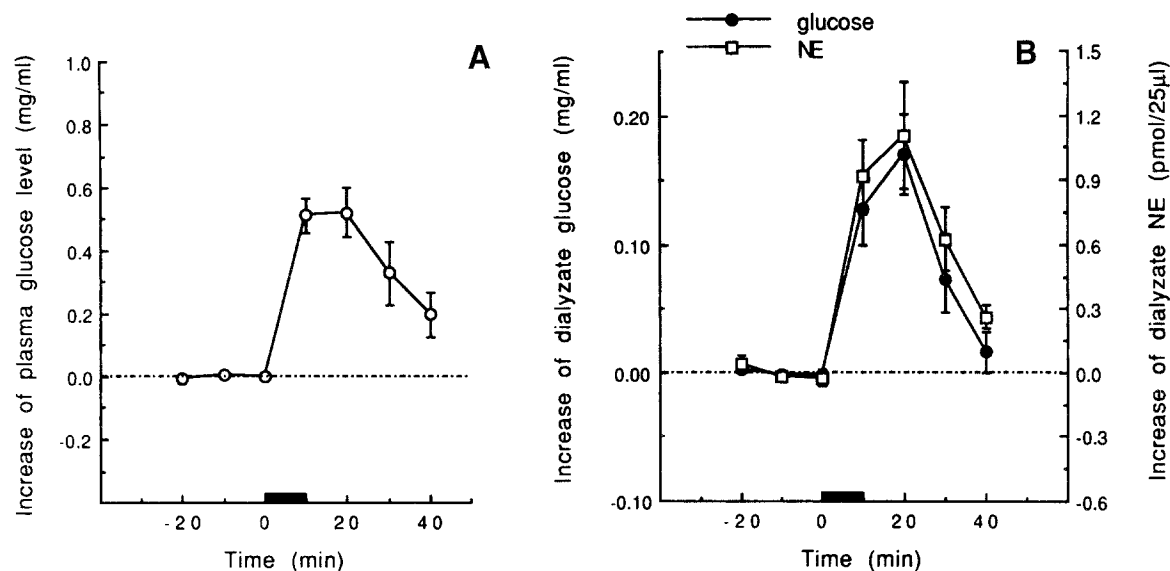 A
Increase of plasma glucose level (mg/ml)
1.0
0.8
0.6
0.4
0.2
0.0
-0.2
-20 0 20 40
Time (min)
glucose
NE
B
Increase of dialyzate glucose (mg/ml)
0.20
0.10
0.00
-0.10
1.5
1.2
0.9
0.6
0.3
0.0
-0.3
-0.6
Increase of dialyzate NE (pmol/25µl)
-20 0 20 40
Time (min)